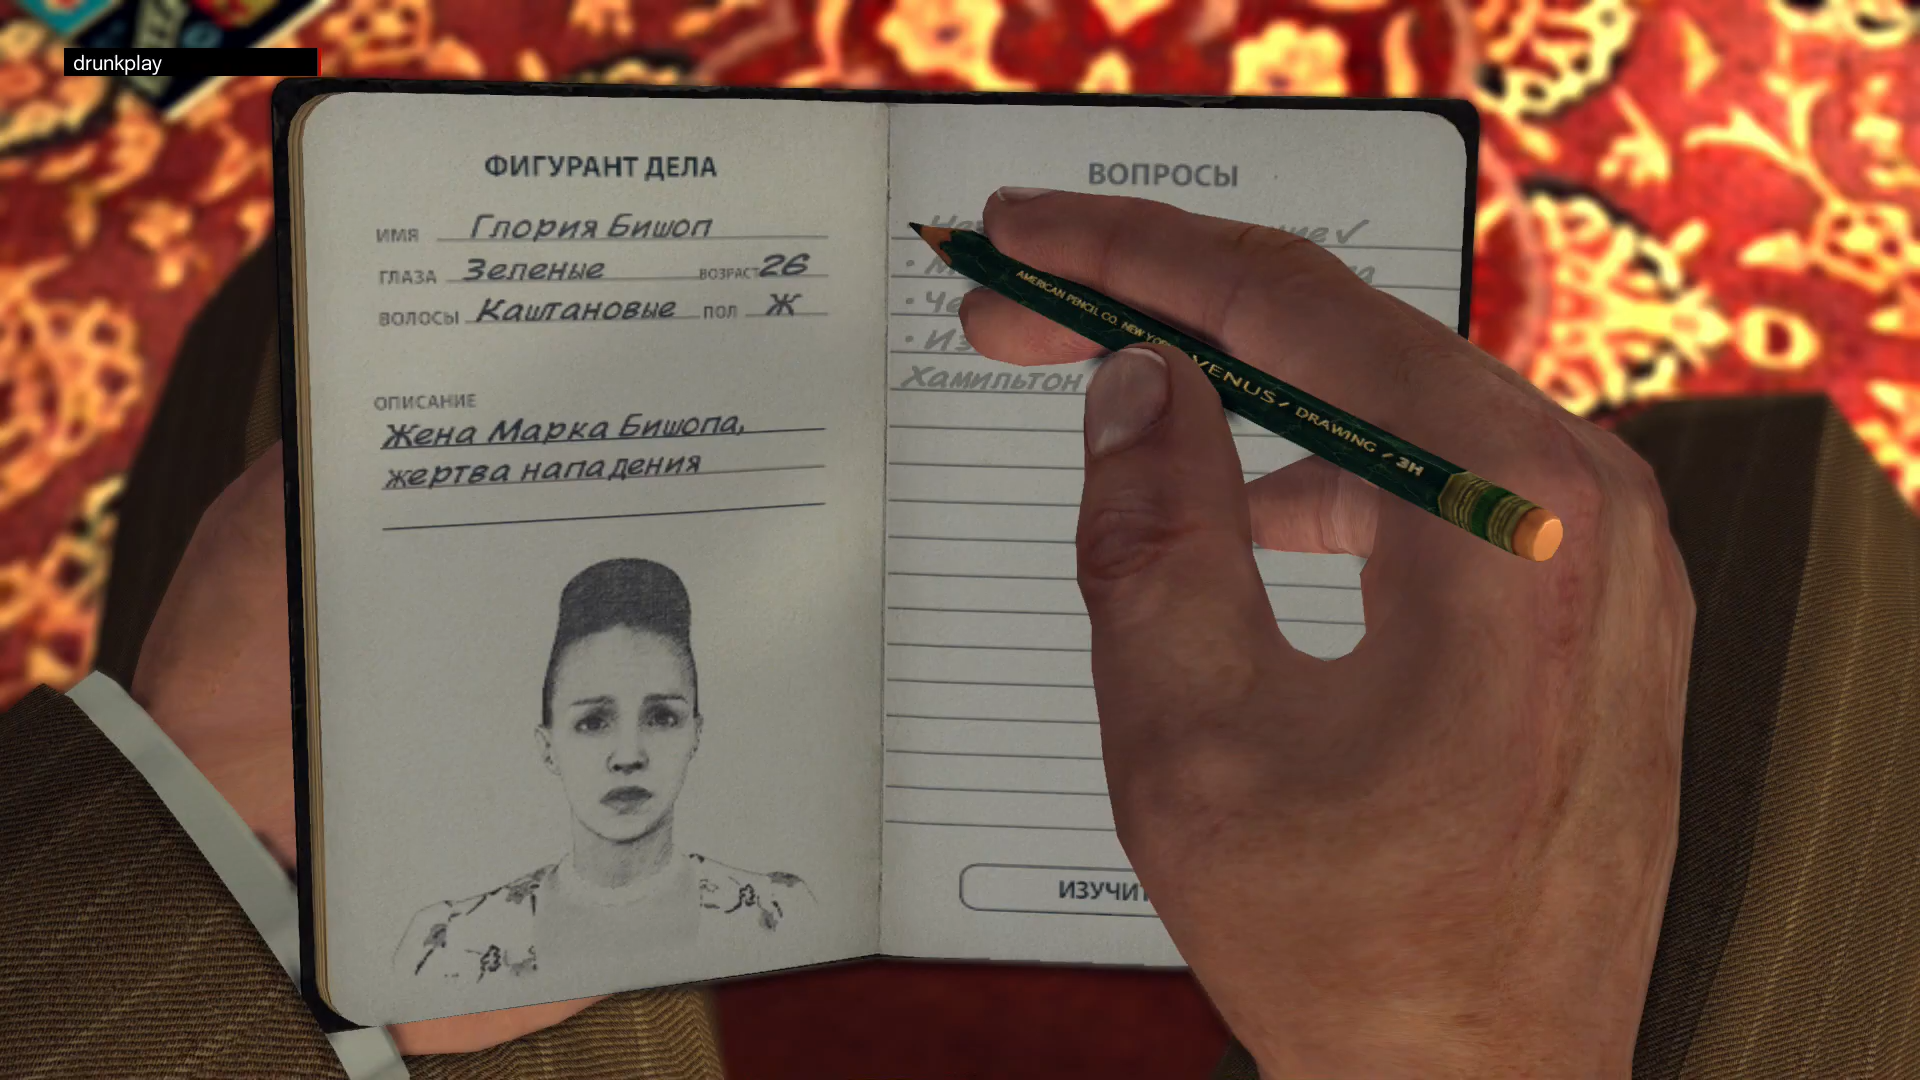 drunkplay
ФИГУРАНТ ДЕЛА
ИМЯ Глория Бишоп
ГЛАЗА Зеленые ВОЗРАСТ 26
ВОЛОСЫ Каштановые ПОЛ Ж
ОПИСАНИЕ
Жена Марка Бишопа,
жертва нападения
ВОПРОСЫ
Хамильтон
AMERICAN PENCIL CO. NEW YORK
VENUS / DRAWING / 3H